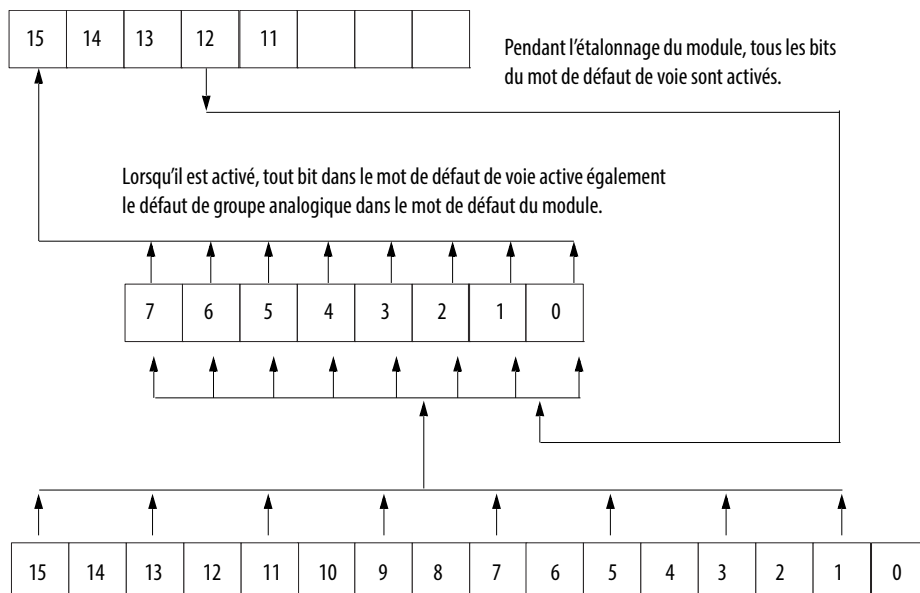 15 14 13 12 11
Pendant l'étalonnage du module, tous les bits
du mot de défaut de voie sont activés.
Lorsqu'il est activé, tout bit dans le mot de défaut de voie active également
le défaut de groupe analogique dans le mot de défaut du module.
7 6 5 4 3 2 1 0
15 14 13 12 11 10 9 8 7 6 5 4 3 2 1 0